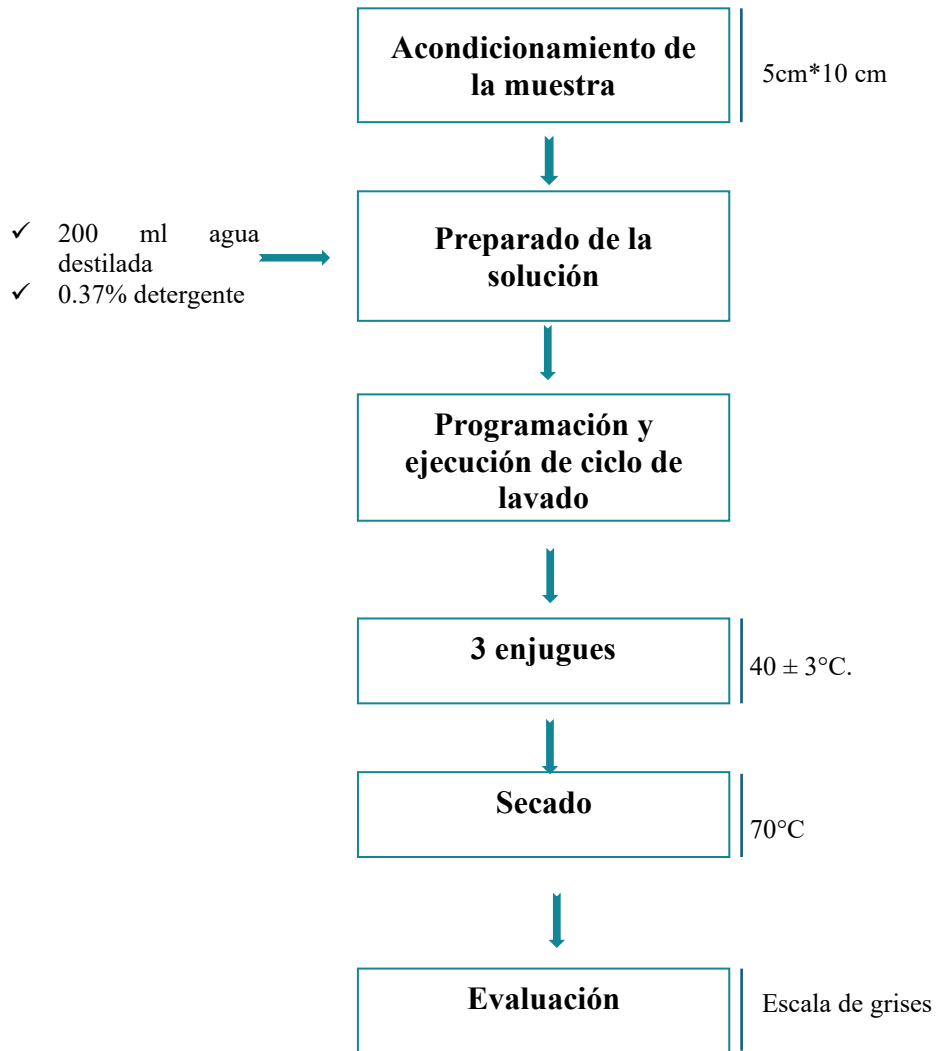 Acondicionamiento de
la muestra
5cm*10 cm
✓ 200 ml agua
destilada
✓ 0.37% detergente
Preparado de la
solución
Programación y
ejecución de ciclo de
lavado
3 enjugues
40 ± 3°C.
Secado
70°C
Evaluación
Escala de grises